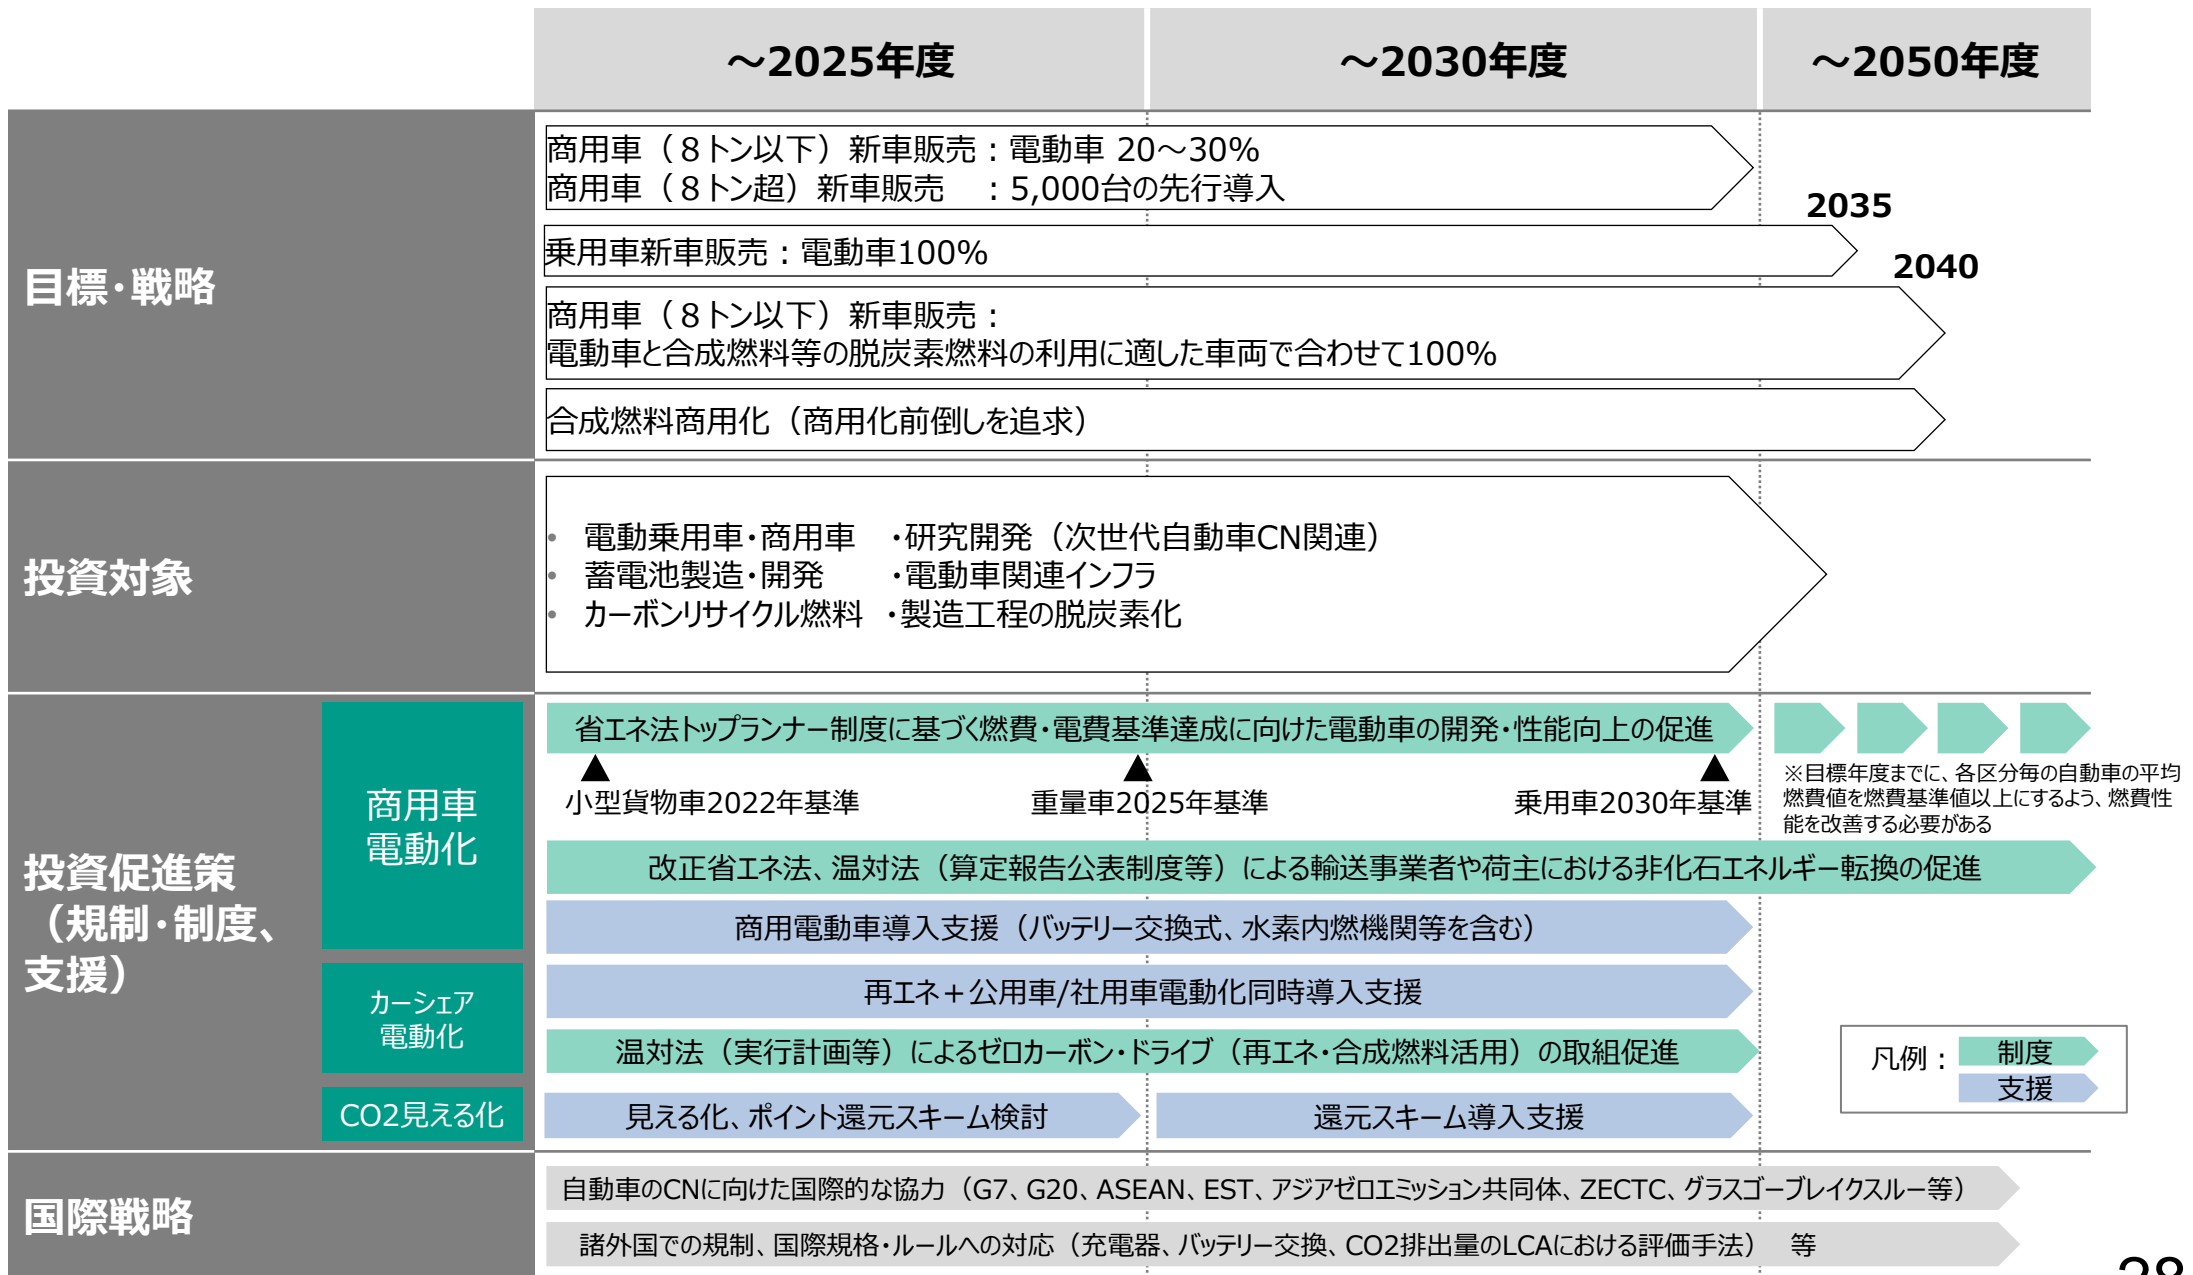 ～2025年度
～2030年度
～2050年度
目標・戦略
商用車（８トン以下）新車販売：電動車 20～30%
商用車（８トン超）新車販売　：5,000台の先行導入
2035
乗用車新車販売：電動車100%
2040
商用車（８トン以下）新車販売：
電動車と合成燃料等の脱炭素燃料の利用に適した車両で合わせて100%
合成燃料商用化（商用化前倒しを追求）
投資対象
• 電動乗用車・商用車　・研究開発（次世代自動車CN関連）
• 蓄電池製造・開発　　・電動車関連インフラ
• カーボンリサイクル燃料　・製造工程の脱炭素化
投資促進策
（規制・制度、
支援）
商用車
電動化
省エネ法トップランナー制度に基づく燃費・電費基準達成に向けた電動車の開発・性能向上の促進
▲ ▲ ▲
小型貨物車2022年基準
重量車2025年基準
乗用車2030年基準
※目標年度までに、各区分毎の自動車の平均
燃費値を燃費基準値以上にするよう、燃費性
能を改善する必要がある
改正省エネ法、温対法（算定報告公表制度等）による輸送事業者や荷主における非化石エネルギー転換の促進
商用電動車導入支援（バッテリー交換式、水素内燃機関等を含む）
カーシェア
電動化
再エネ＋公用車/社用車電動化同時導入支援
温対法（実行計画等）によるゼロカーボン・ドライブ（再エネ・合成燃料活用）の取組促進
凡例：
制度
支援
CO2見える化
見える化、ポイント還元スキーム検討
還元スキーム導入支援
国際戦略
自動車のCNに向けた国際的な協力（G7、G20、ASEAN、EST、アジアゼロエミッション共同体、ZECTC、グラスゴーブレイクスルー等）
諸外国での規制、国際規格・ルールへの対応（充電器、バッテリー交換、CO2排出量のLCAにおける評価手法）　等